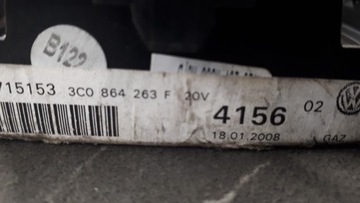 B122
715153 3C0 864 263 F 20V
4156 02
18.01.2008 GAZ